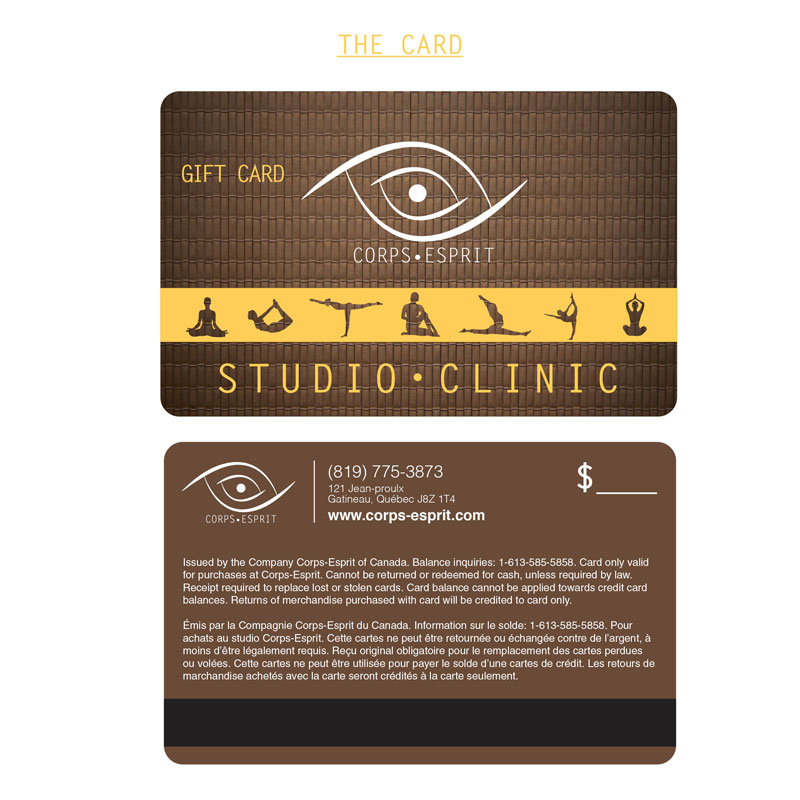 THE CARD
GIFT CARD
CORPS•ESPRIT
STUDIO•CLINIC
CORPS•ESPRIT
(819) 775-3873
121 Jean-proulx
Gatineau, Québec J8Z 1T4
www.corps-esprit.com
$_____
Issued by the Company Corps-Esprit of Canada. Balance inquiries: 1-613-585-5858. Card only valid
for purchases at Corps-Esprit. Cannot be returned or redeemed for cash, unless required by law.
Receipt required to replace lost or stolen cards. Card balance cannot be applied towards credit card
balances. Returns of merchandise purchased with card will be credited to card only.
Émis par la Compagnie Corps-Esprit du Canada. Information sur le solde: 1-613-585-5858. Pour
achats au studio Corps-Esprit. Cette cartes ne peut être retournée ou échangée contre de l'argent, à
moins d'être légalement requis. Reçu original obligatoire pour le remplacement des cartes perdues
ou volées. Cette cartes ne peut être utilisée pour payer le solde d'une cartes de crédit. Les retours de
marchandise achetés avec la carte seront crédités à la carte seulement.